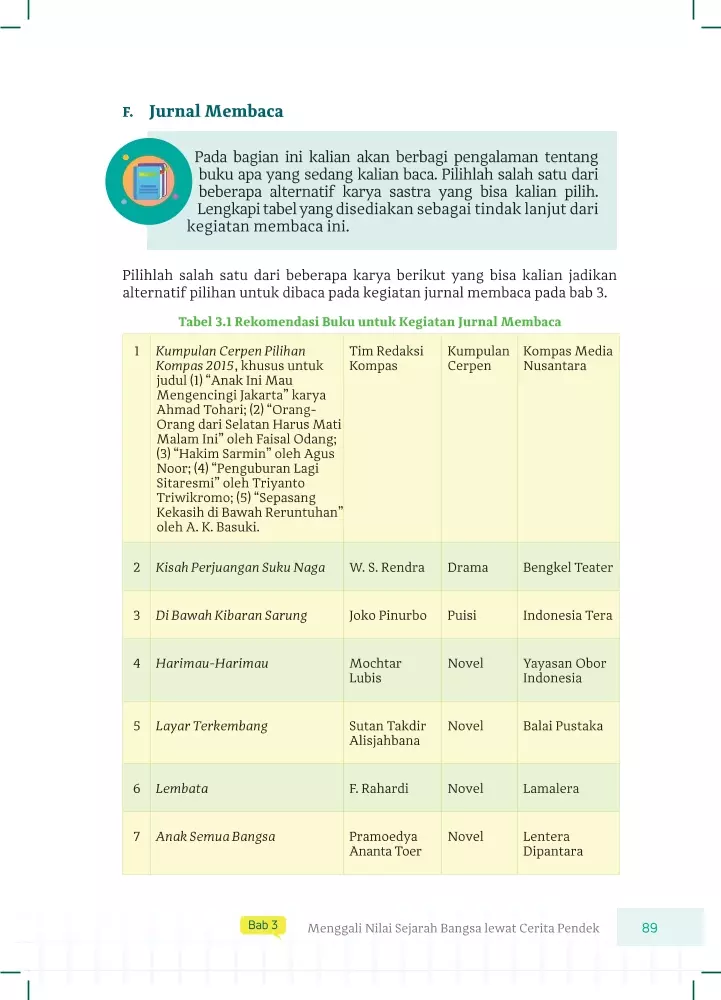 F. Jurnal Membaca
Pada bagian ini kalian akan berbagi pengalaman tentang
buku apa yang sedang kalian baca. Pilihlah salah satu dari
beberapa alternatif karya sastra yang bisa kalian pilih.
Lengkapi tabel yang disediakan sebagai tindak lanjut dari
kegiatan membaca ini.
Pilihlah salah satu dari beberapa karya berikut yang bisa kalian jadikan
alternatif pilihan untuk dibaca pada kegiatan jurnal membaca pada bab 3.
Tabel 3.1 Rekomendasi Buku untuk Kegiatan Jurnal Membaca
1 Kumpulan Cerpen Pilihan Tim Redaksi Kumpulan Kompas Media
Kompas 2015, khusus untuk Kompas Cerpen Nusantara
judul (1) “Anak Ini Mau
Mengencingi Jakarta” karya
Ahmad Tohari; (2) “Orang-
Orang dari Selatan Harus Mati
Malam Ini” oleh Faisal Odang;
(3) “Hakim Sarmin” oleh Agus
Noor; (4) “Penguburan Lagi
Sitaresmi” oleh Triyanto
Triwikromo; (5) “Sepasang
Kekasih di Bawah Reruntuhan”
oleh A. K. Basuki.
2 Kisah Perjuangan Suku Naga W. S. Rendra Drama Bengkel Teater
3 Di Bawah Kibaran Sarung Joko Pinurbo Puisi Indonesia Tera
4 Harimau-Harimau Mochtar Novel Yayasan Obor
Lubis Indonesia
5 Layar Terkembang Sutan Takdir Novel Balai Pustaka
Alisjahbana
6 Lembata F. Rahardi Novel Lamalera
7 Anak Semua Bangsa Pramoedya Novel Lentera
Ananta Toer Dipantara
Bab 3 Menggali Nilai Sejarah Bangsa lewat Cerita Pendek 89